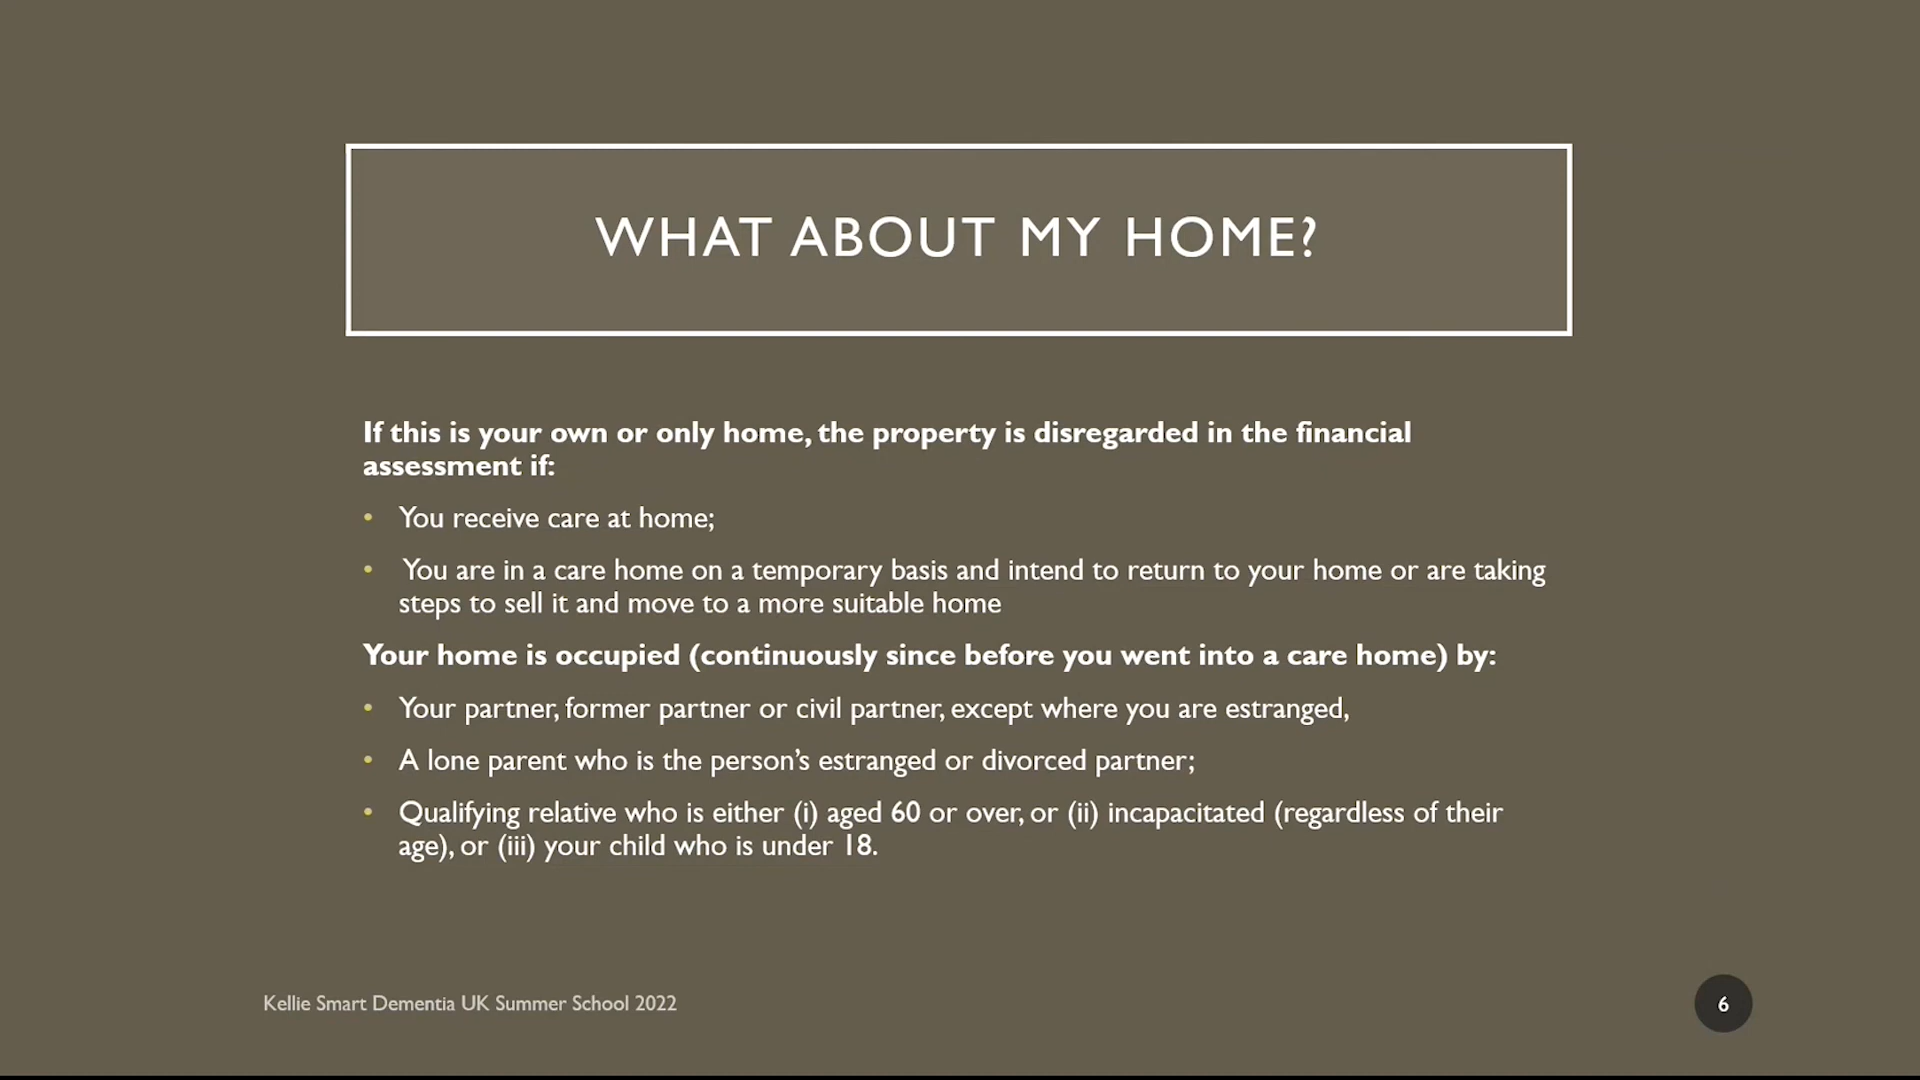 WHAT ABOUT MY HOME?
If this is your own or only home, the property is disregarded in the financial
assessment if:
• You receive care at home;
• You are in a care home on a temporary basis and intend to return to your home or are taking
steps to sell it and move to a more suitable home
Your home is occupied (continuously since before you went into a care home) by:
• Your partner, former partner or civil partner, except where you are estranged,
• A lone parent who is the person’s estranged or divorced partner;
• Qualifying relative who is either (i) aged 60 or over, or (ii) incapacitated (regardless of their
age), or (iii) your child who is under 18.
Kellie Smart Dementia UK Summer School 2022
6